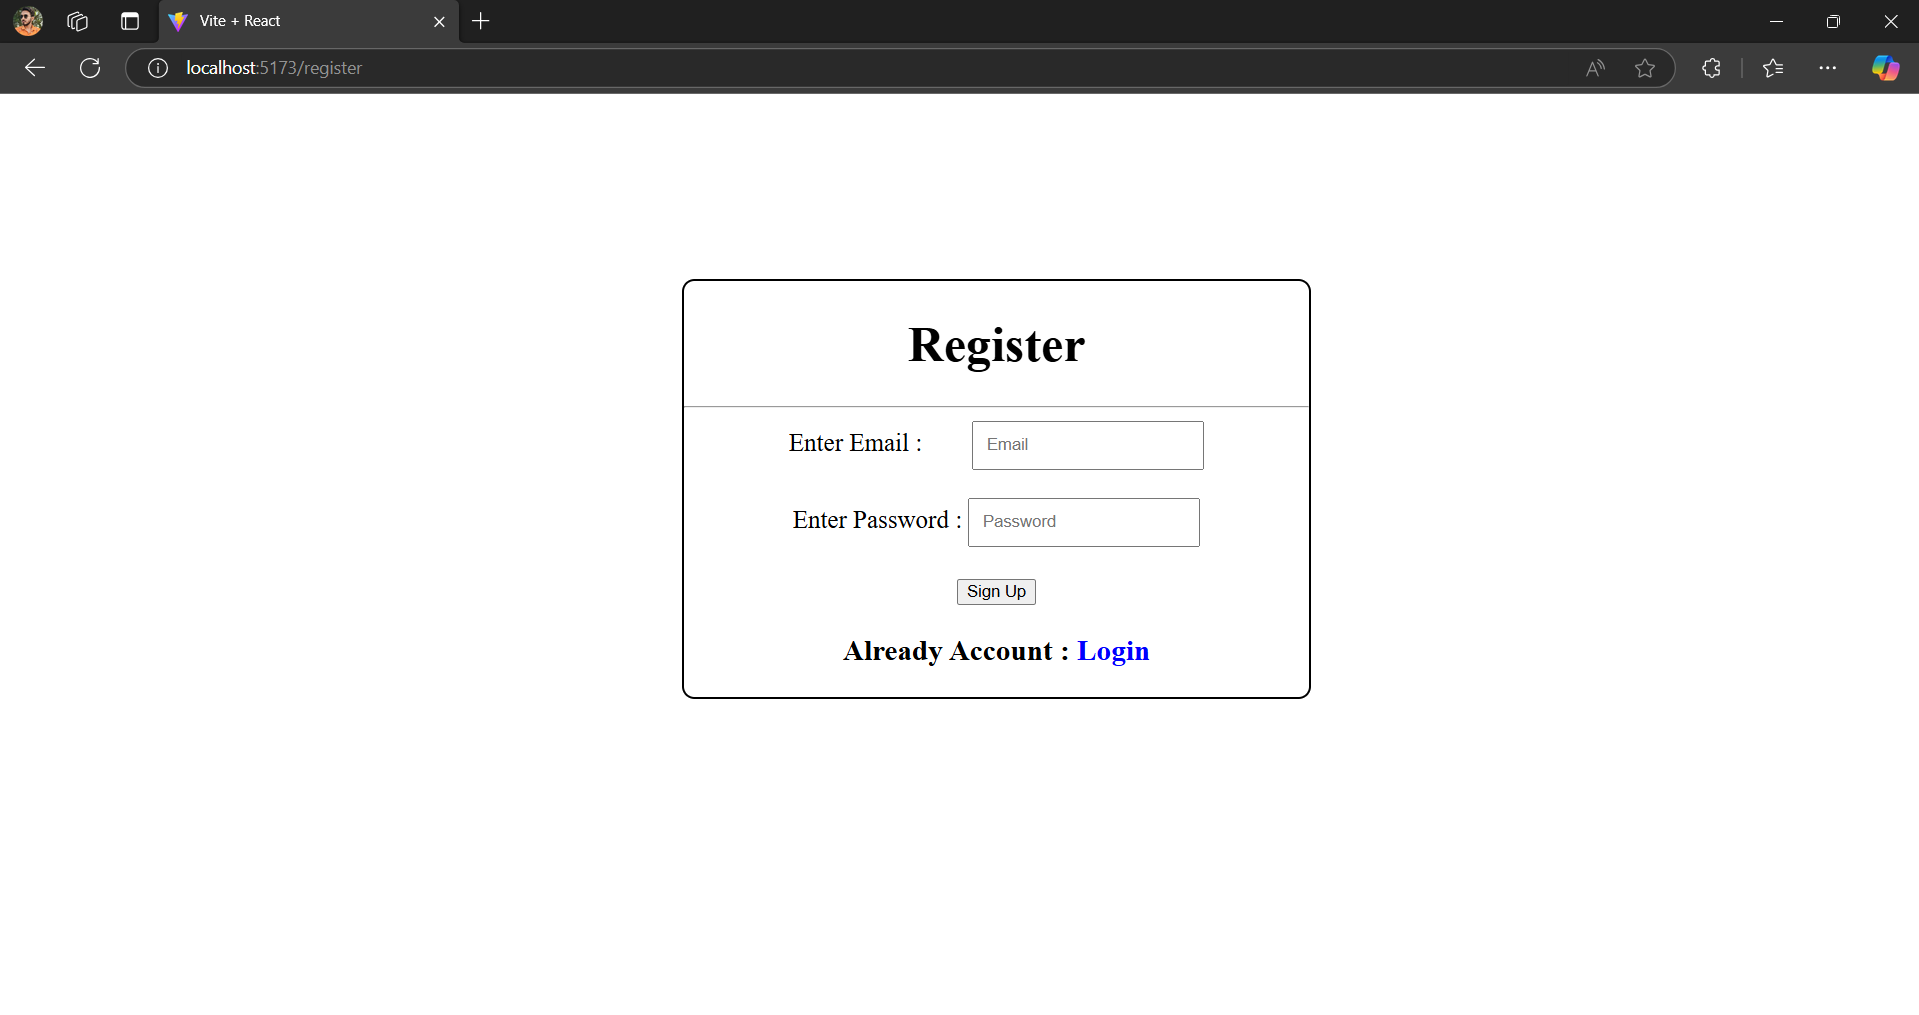 Vite + React
localhost:5173/register
Register
Enter Email : Email
Enter Password : Password
Sign Up
Already Account : Login